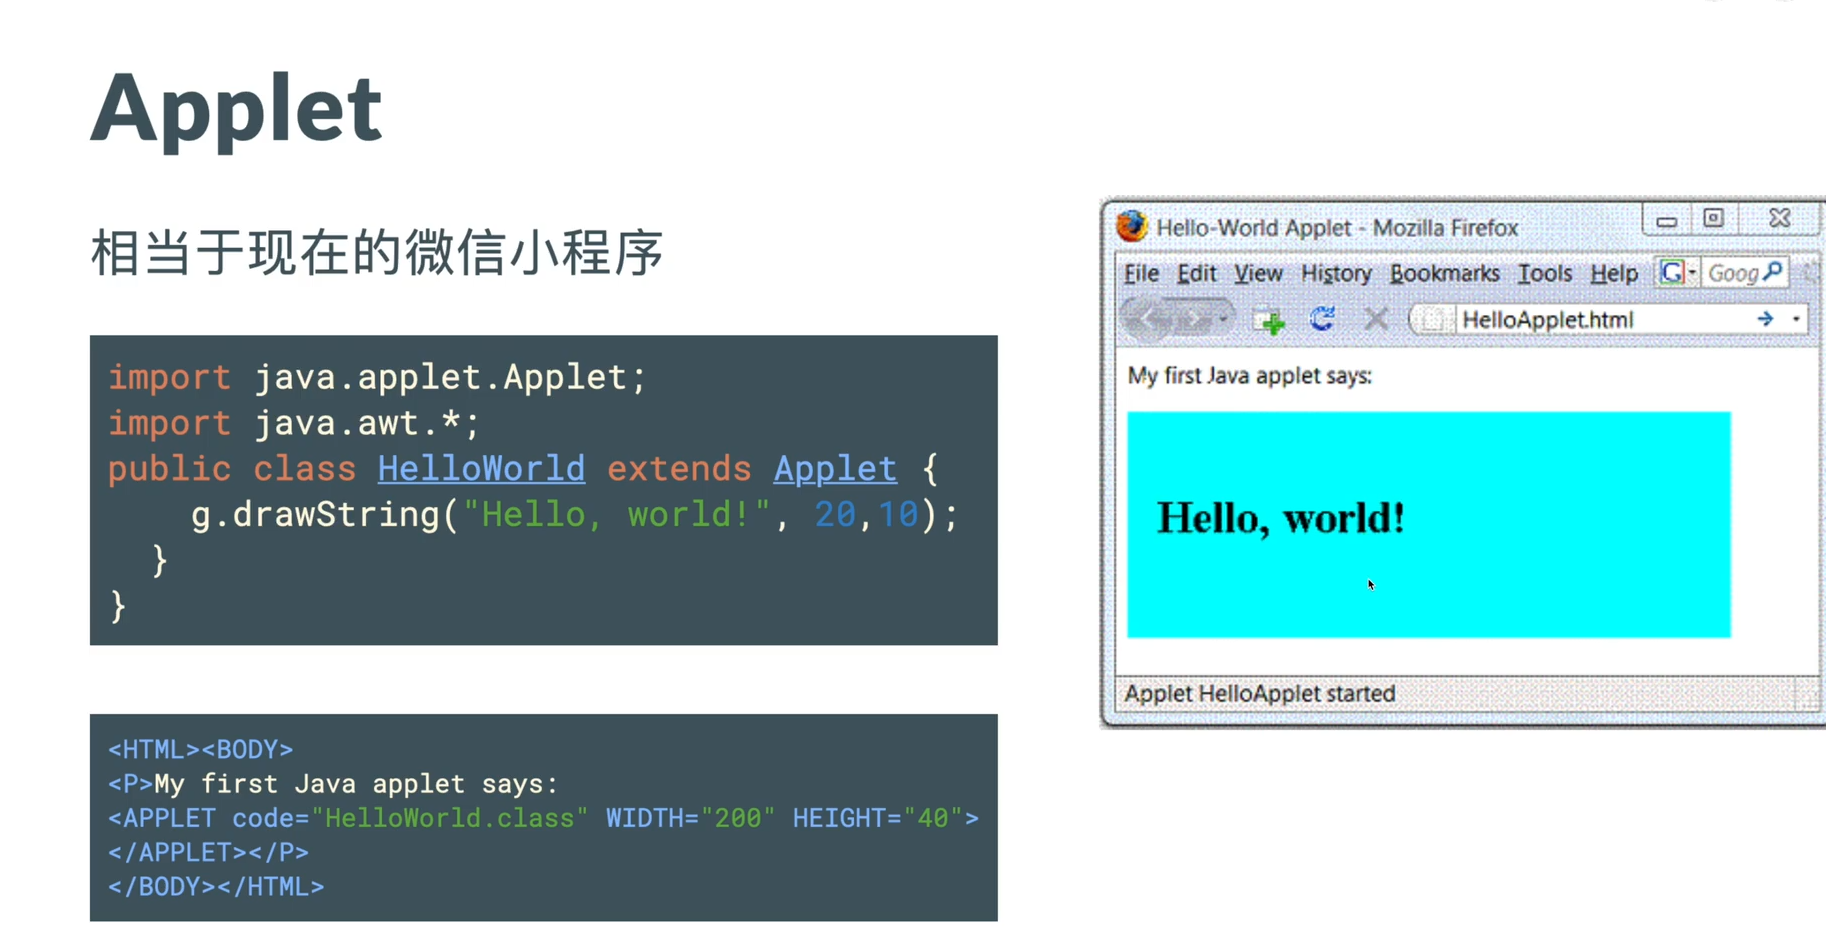 Applet
相当于现在的微信小程序
import java.applet.Applet;
import java.awt.*;
public class HelloWorld extends Applet {
g.drawString("Hello, world!", 20,10);
}
}
<HTML><BODY>
<P>My first Java applet says:
<APPLET code="HelloWorld.class" WIDTH="200" HEIGHT="40">
</APPLET></P>
</BODY></HTML>
Hello-World Applet - Mozilla Firefox
File Edit View History Bookmarks Tools Help G Goog
HelloApplet.html
My first Java applet says:
Hello, world!
Applet HelloApplet started